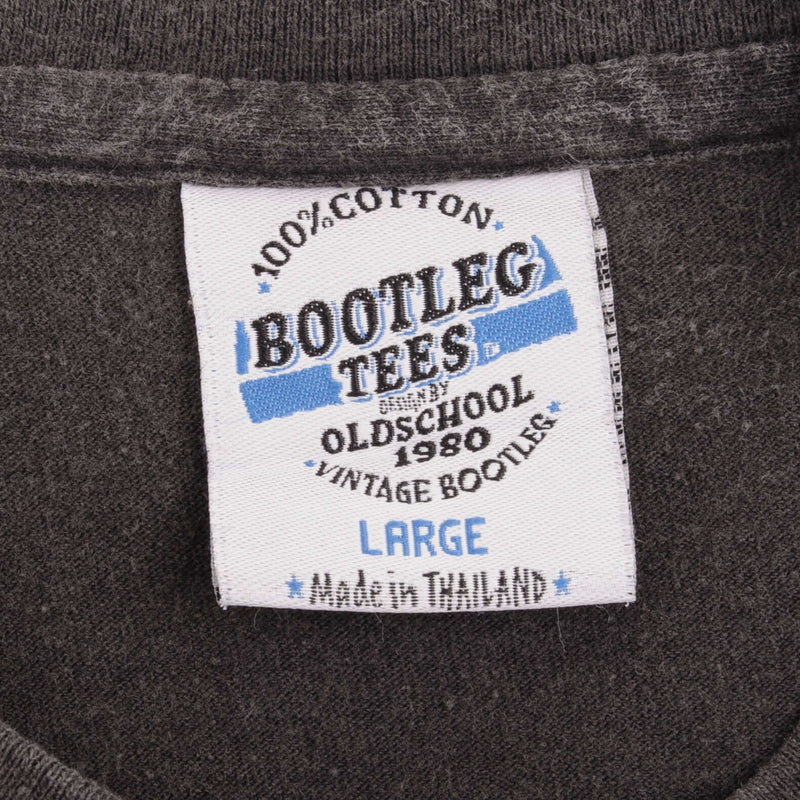 100% COTTON
BOOTLEG
TEES
DESIGN BY
OLDSCHOOL
1980
VINTAGE BOOTLEG
LARGE
Made in THAILAND